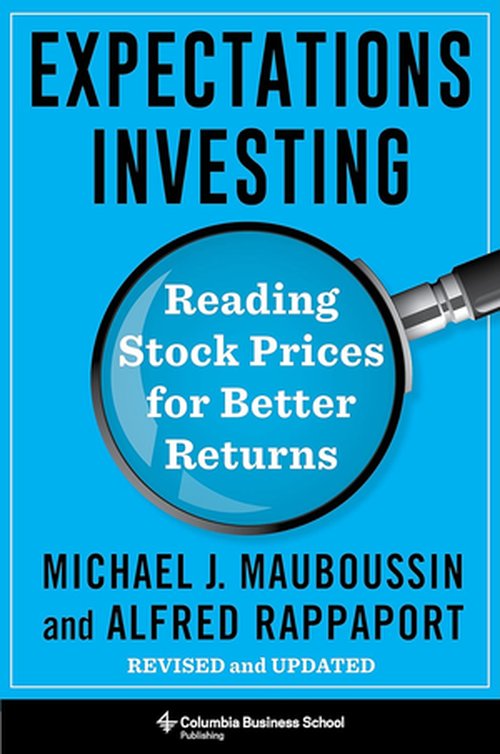 EXPECTATIONS
INVESTING
Reading
Stock Prices
for Better
Returns
MICHAEL J. MAUBOUSSIN
and ALFRED RAPPAPORT
REVISED and UPDATED
Columbia Business School
Publishing